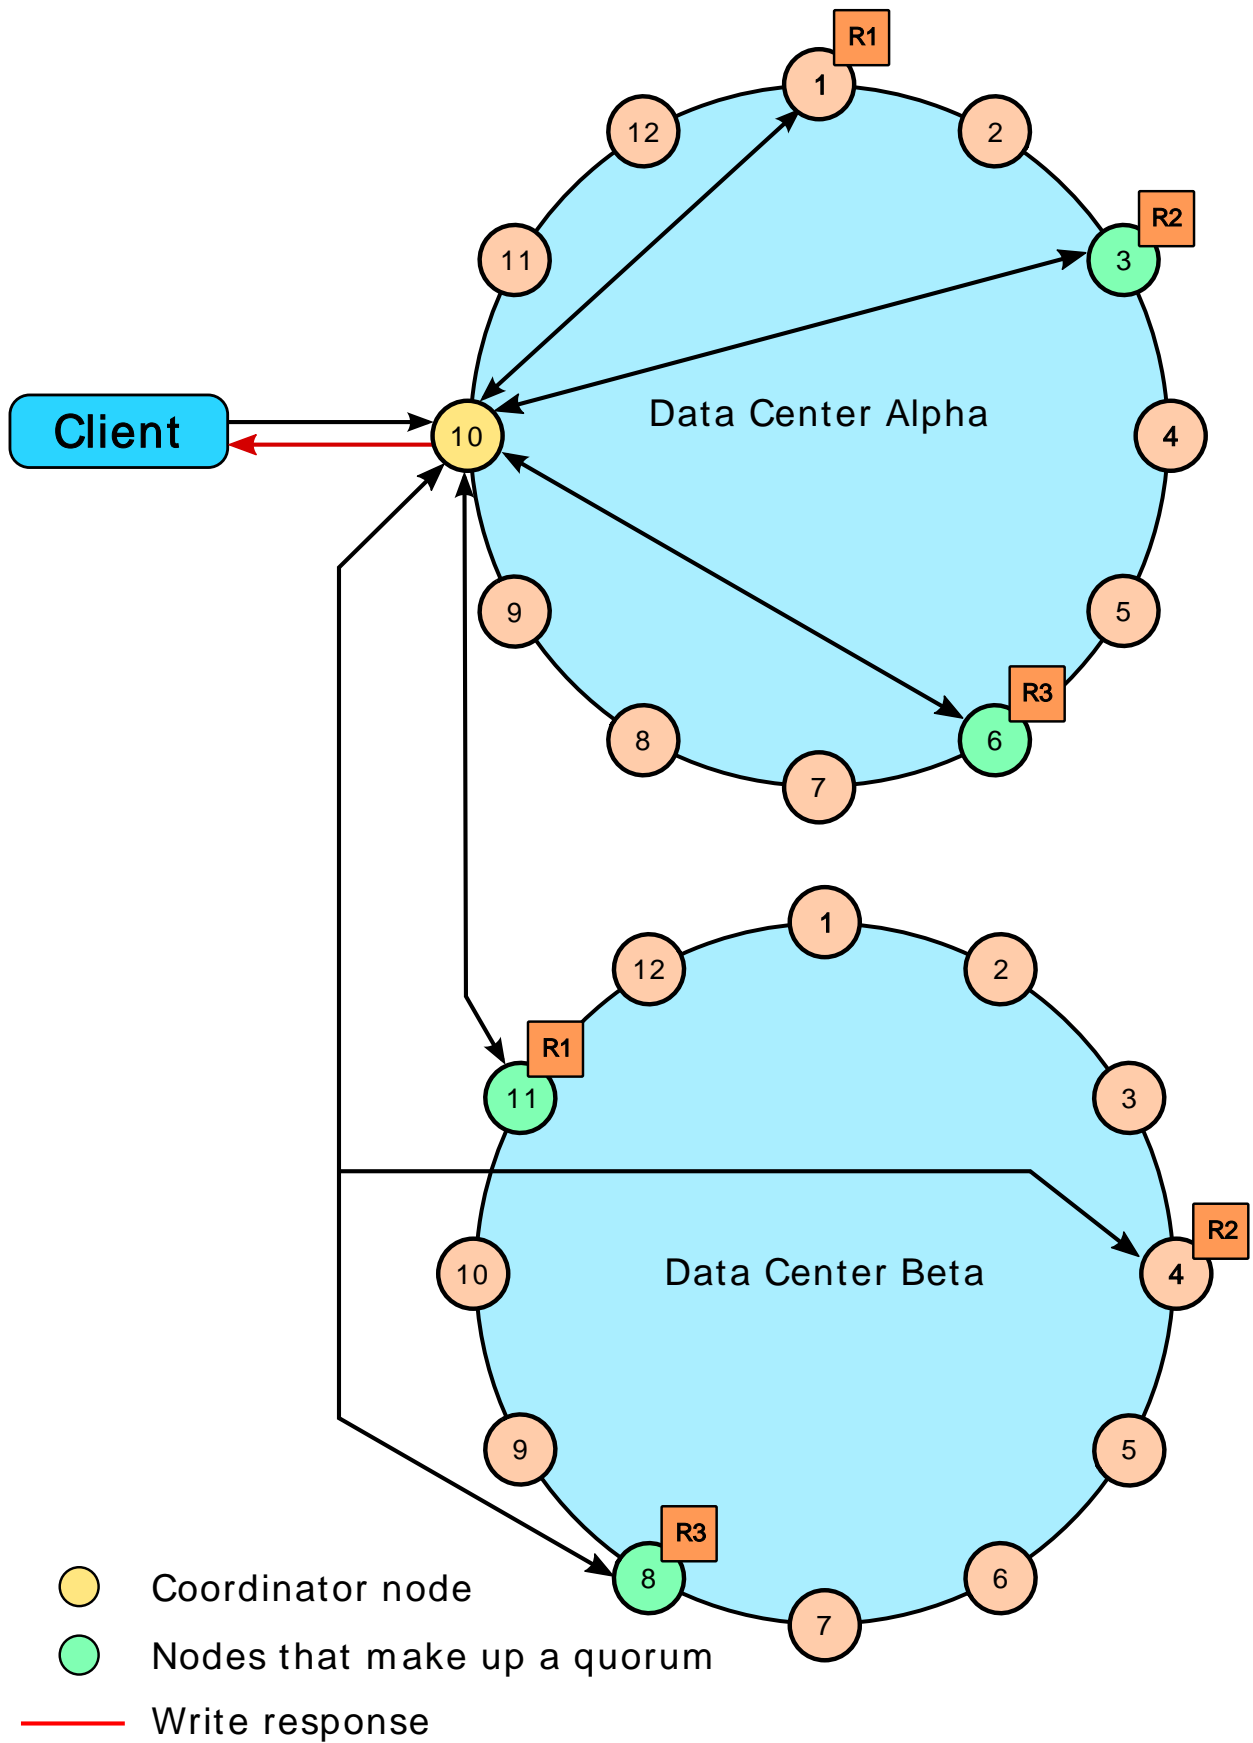 R1
1
12
2
R2
11
3
Client
10
Data Center Alpha
4
9
5
R3
8
6
7
1
12
2
R1
11
3
R2
10
Data Center Beta
4
9
5
R3
8
6
7
Coordinator node
Nodes that make up a quorum
Write response